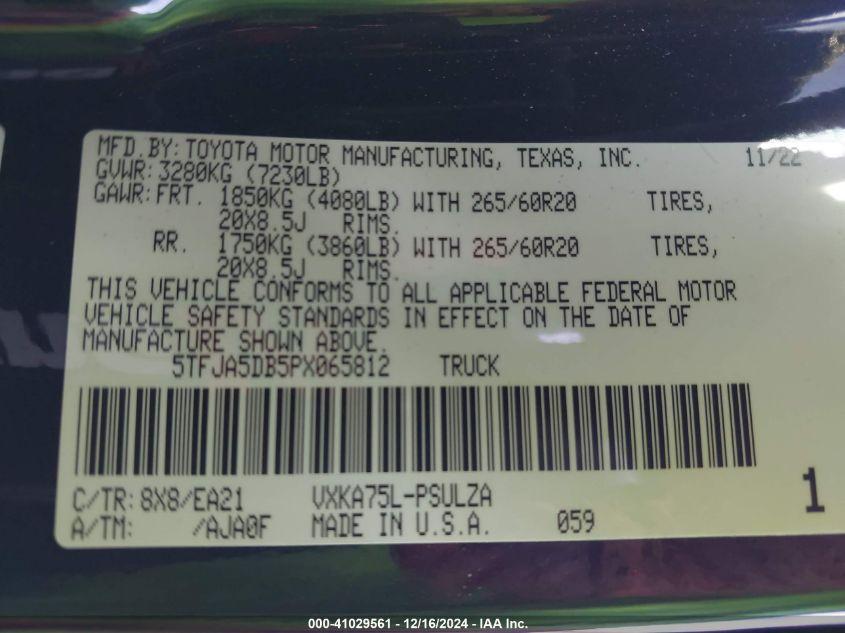 MFD.BY: TOYOTA MOTOR MANUFACTURING, TEXAS, INC. 11/22
GVWR: 3280KG (7230LB)
GAWR: FRT. 1850KG (4080LB) WITH 265/60R20 TIRES,
20X8.5J RIMS.
RR. 1750KG (3860LB) WITH 265/60R20 TIRES,
20X8.5J RIMS.
THIS VEHICLE CONFORMS TO ALL APPLICABLE FEDERAL MOTOR
VEHICLE SAFETY STANDARDS IN EFFECT ON THE DATE OF
MANUFACTURE SHOWN ABOVE.
5TFJA5DB5PX065812 TRUCK
C/TR: 8X8/EA21 VXKA75L-PSULZA
A/TM: /AJA0F MADE IN U.S.A. 059 1
000-41029561 / 12/16/2024 - IAA Inc.